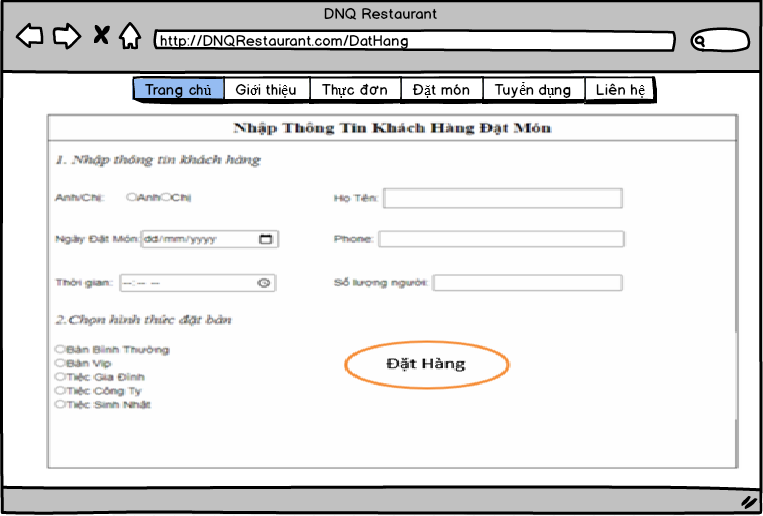 DNQ Restaurant
http://DNQRestaurant.com/DatHang
Trang chủ Giới thiệu Thực đơn Đặt món Tuyển dụng Liên hệ
Nhập Thông Tin Khách Hàng Đặt Món
1. Nhập thông tin khách hàng
Anh/Chị: Anh Chị Họ Tên:
Ngày Đặt Món: dd/mm/yyyy Phone:
Thời gian: --:-- -- Số lượng người:
2. Chọn hình thức đặt bàn
Bàn Bình Thường
Bàn Vip
Tiệc Gia Đình
Tiệc Công Ty
Tiệc Sinh Nhật
Đặt Hàng